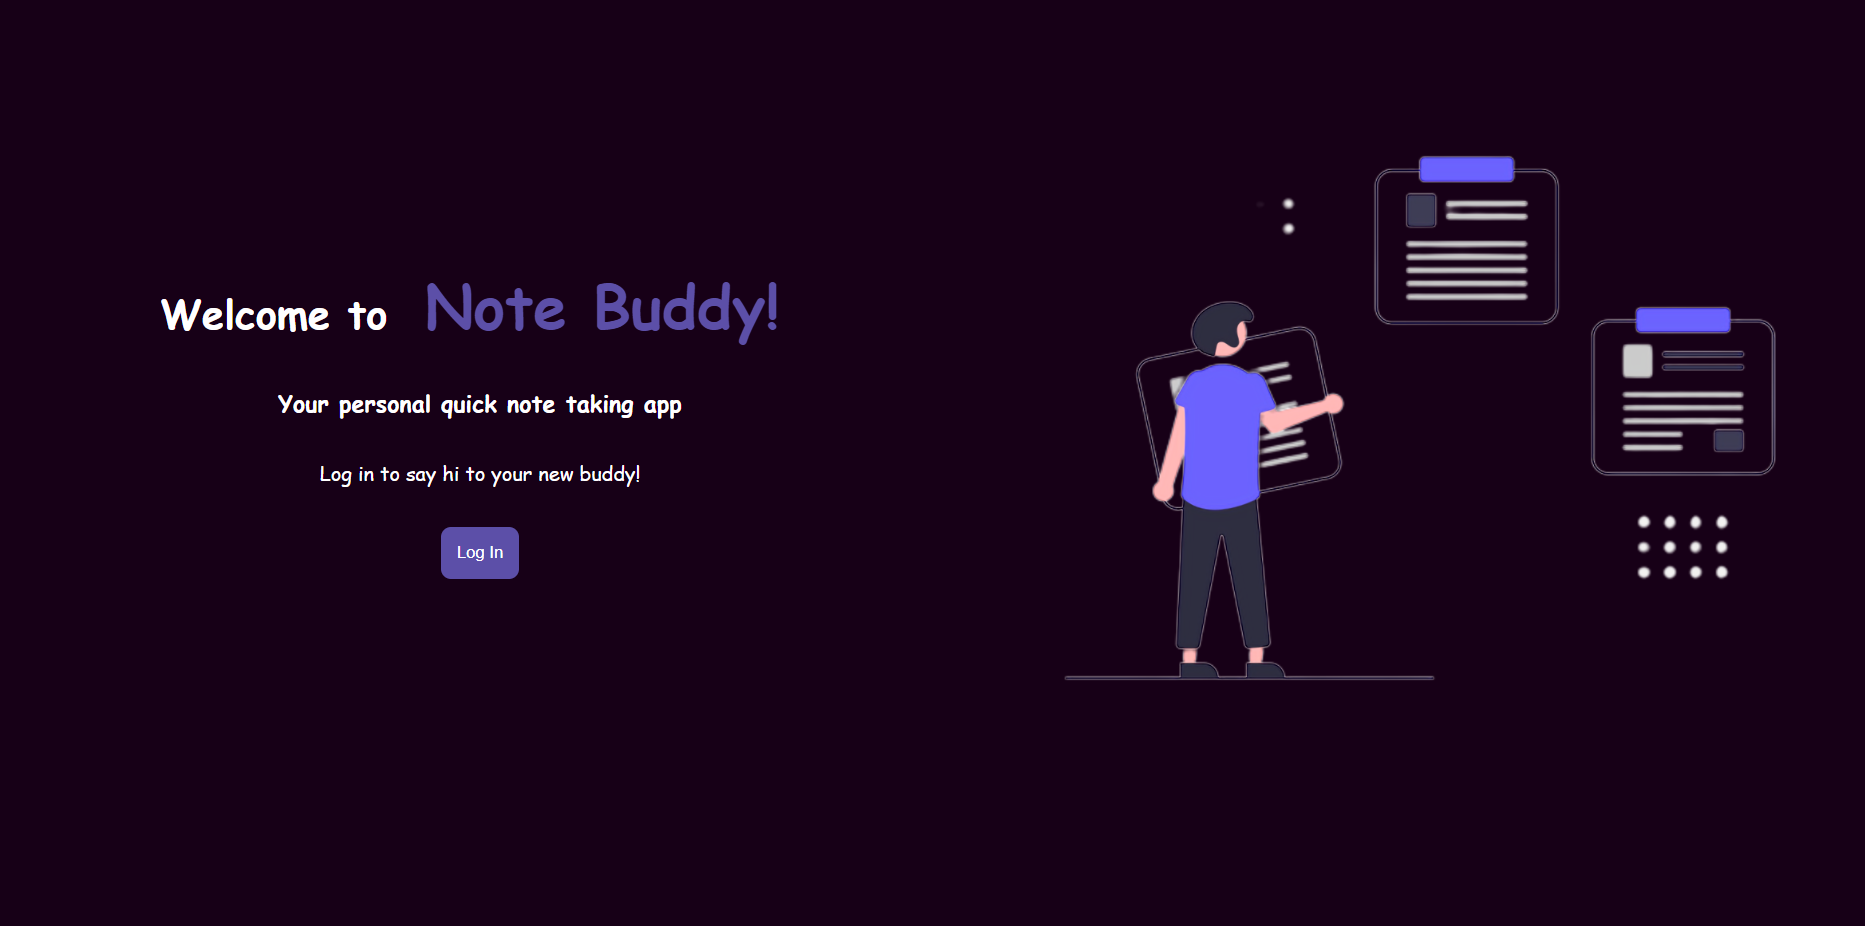 Welcome to Note Buddy!
Your personal quick note taking app
Log in to say hi to your new buddy!
Log In